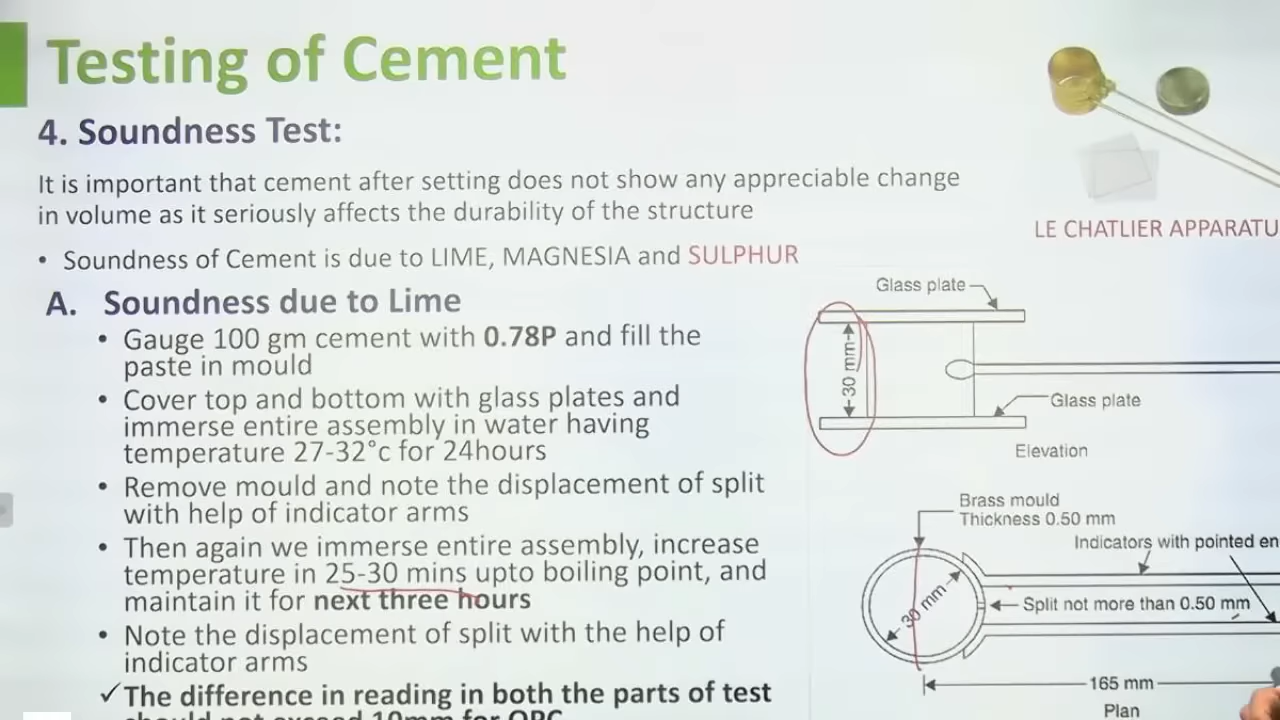 Testing of Cement
4. Soundness Test:
It is important that cement after setting does not show any appreciable change
in volume as it seriously affects the durability of the structure
• Soundness of Cement is due to LIME, MAGNESIA and SULPHUR
A. Soundness due to Lime
• Gauge 100 gm cement with 0.78P and fill the
paste in mould
• Cover top and bottom with glass plates and
immerse entire assembly in water having
temperature 27-32°c for 24hours
• Remove mould and note the displacement of split
with help of indicator arms
• Then again we immerse entire assembly, increase
temperature in 25-30 mins upto boiling point, and
maintain it for next three hours
• Note the displacement of split with the help of
indicator arms
✓The difference in reading in both the parts of test
should not exceed 10mm for OPC
LE CHATLIER APPARATU
Glass plate
30 mm
Glass plate
Elevation
Brass mould
Thickness 0.50 mm
Indicators with pointed en
30 mm
Split not more than 0.50 mm
165 mm
Plan